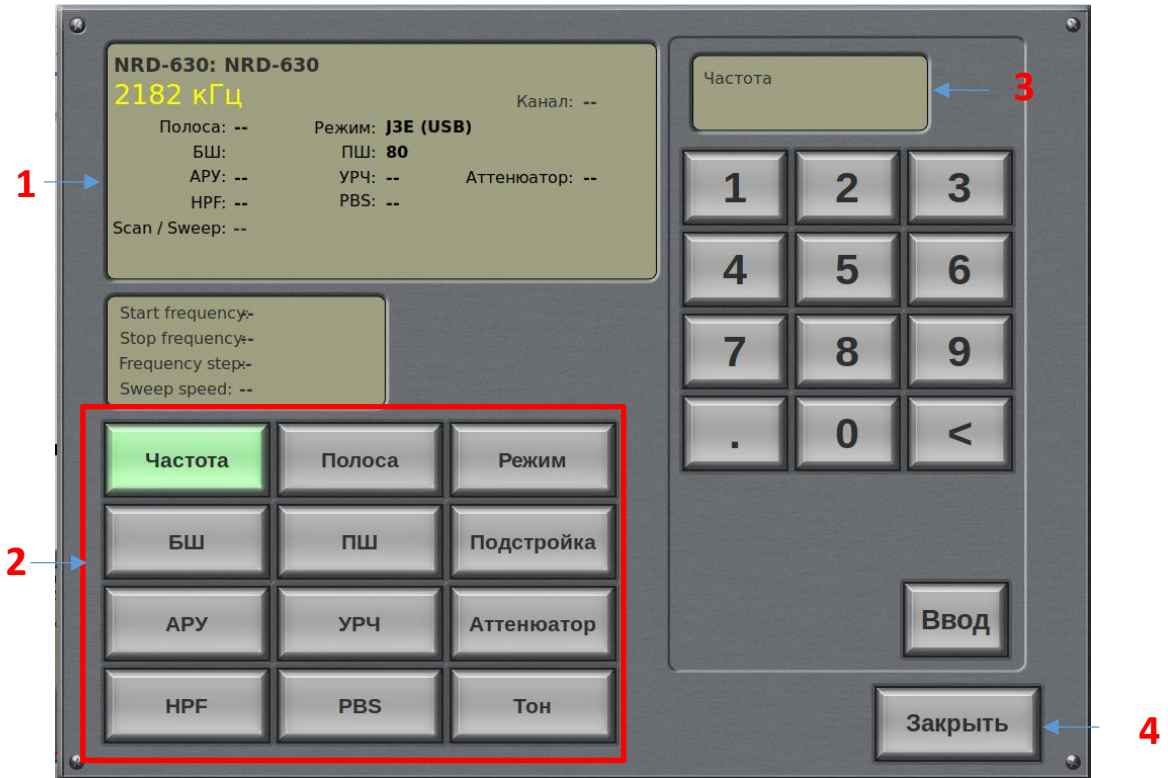 NRD-630: NRD-630
2182 кГц
Канал: --
Полоса: -- Режим: J3E (USB)
БШ: ПШ: 80
АРУ: -- УРЧ: -- Аттенюатор: --
HPF: -- PBS: --
Scan / Sweep: --
1
Start frequency:-
Stop frequency:-
Frequency step:-
Sweep speed: --
Частота Полоса Режим
БШ ПШ Подстройка
АРУ УРЧ Аттенюатор
HPF PBS Тон
2
Частота
3
1 2 3
4 5 6
7 8 9
. 0 <
Ввод
Закрыть
4